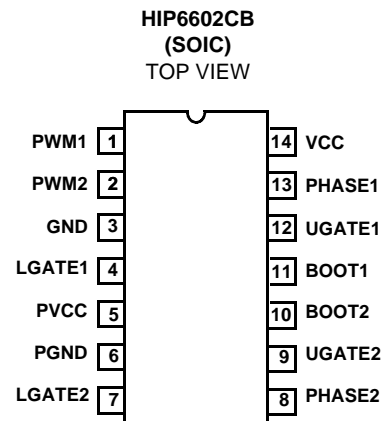 HIP6602CB
(SOIC)
TOP VIEW
PWM1 1 14 VCC
PWM2 2 13 PHASE1
GND 3 12 UGATE1
LGATE1 4 11 BOOT1
PVCC 5 10 BOOT2
PGND 6 9 UGATE2
LGATE2 7 8 PHASE2